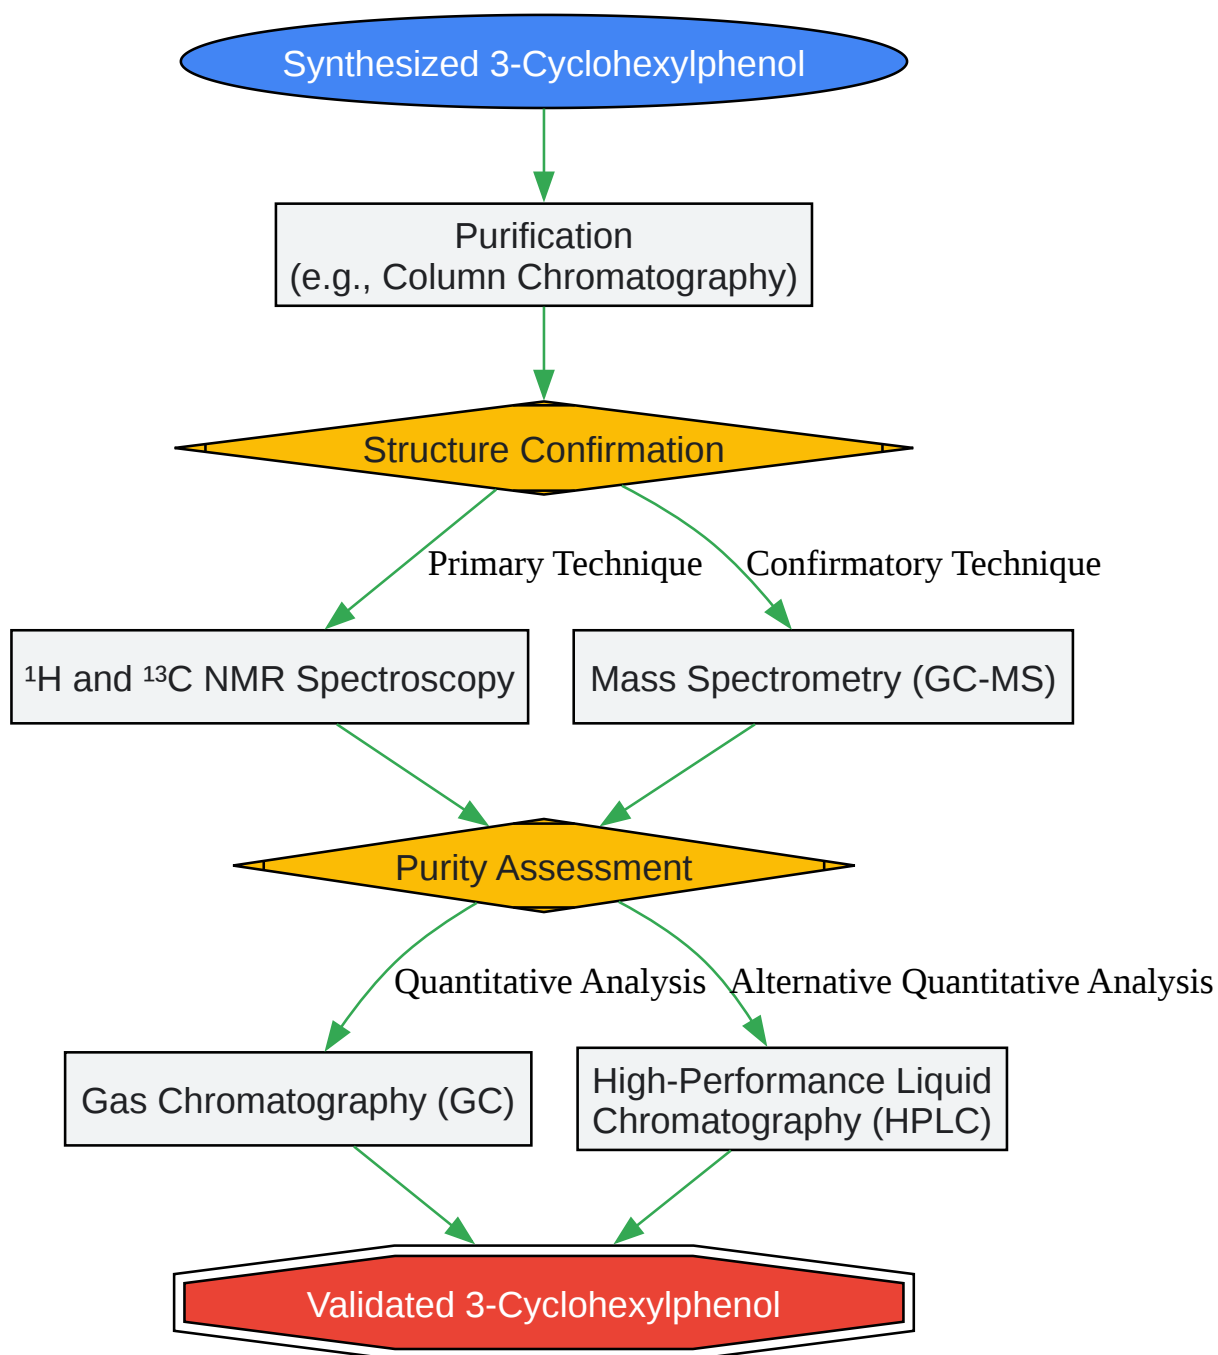 Synthesized 3-Cyclohexylphenol
Purification
(e.g., Column Chromatography)
Structure Confirmation
Primary Technique
Confirmatory Technique
¹H and ¹³C NMR Spectroscopy
Mass Spectrometry (GC-MS)
Purity Assessment
Quantitative Analysis
Alternative Quantitative Analysis
Gas Chromatography (GC)
High-Performance Liquid
Chromatography (HPLC)
Validated 3-Cyclohexylphenol